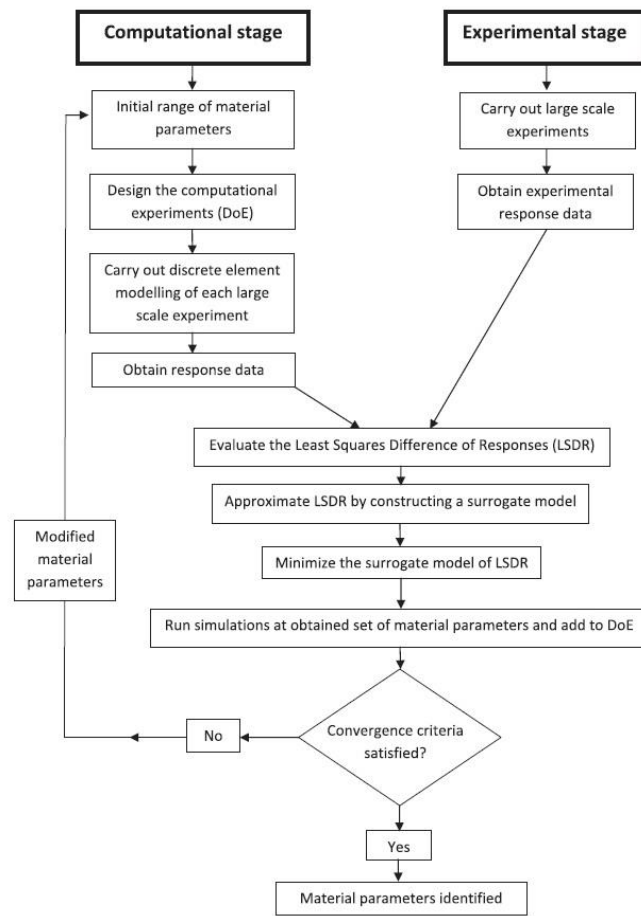 Computational stage
Initial range of material
parameters
Design the computational
experiments (DoE)
Carry out discrete element
modelling of each large
scale experiment
Obtain response data
Experimental stage
Carry out large scale
experiments
Obtain experimental
response data
Evaluate the Least Squares Difference of Responses (LSDR)
Approximate LSDR by constructing a surrogate model
Minimize the surrogate model of LSDR
Run simulations at obtained set of material parameters and add to DoE
Convergence criteria
satisfied?
No
Modified
material
parameters
Yes
Material parameters identified